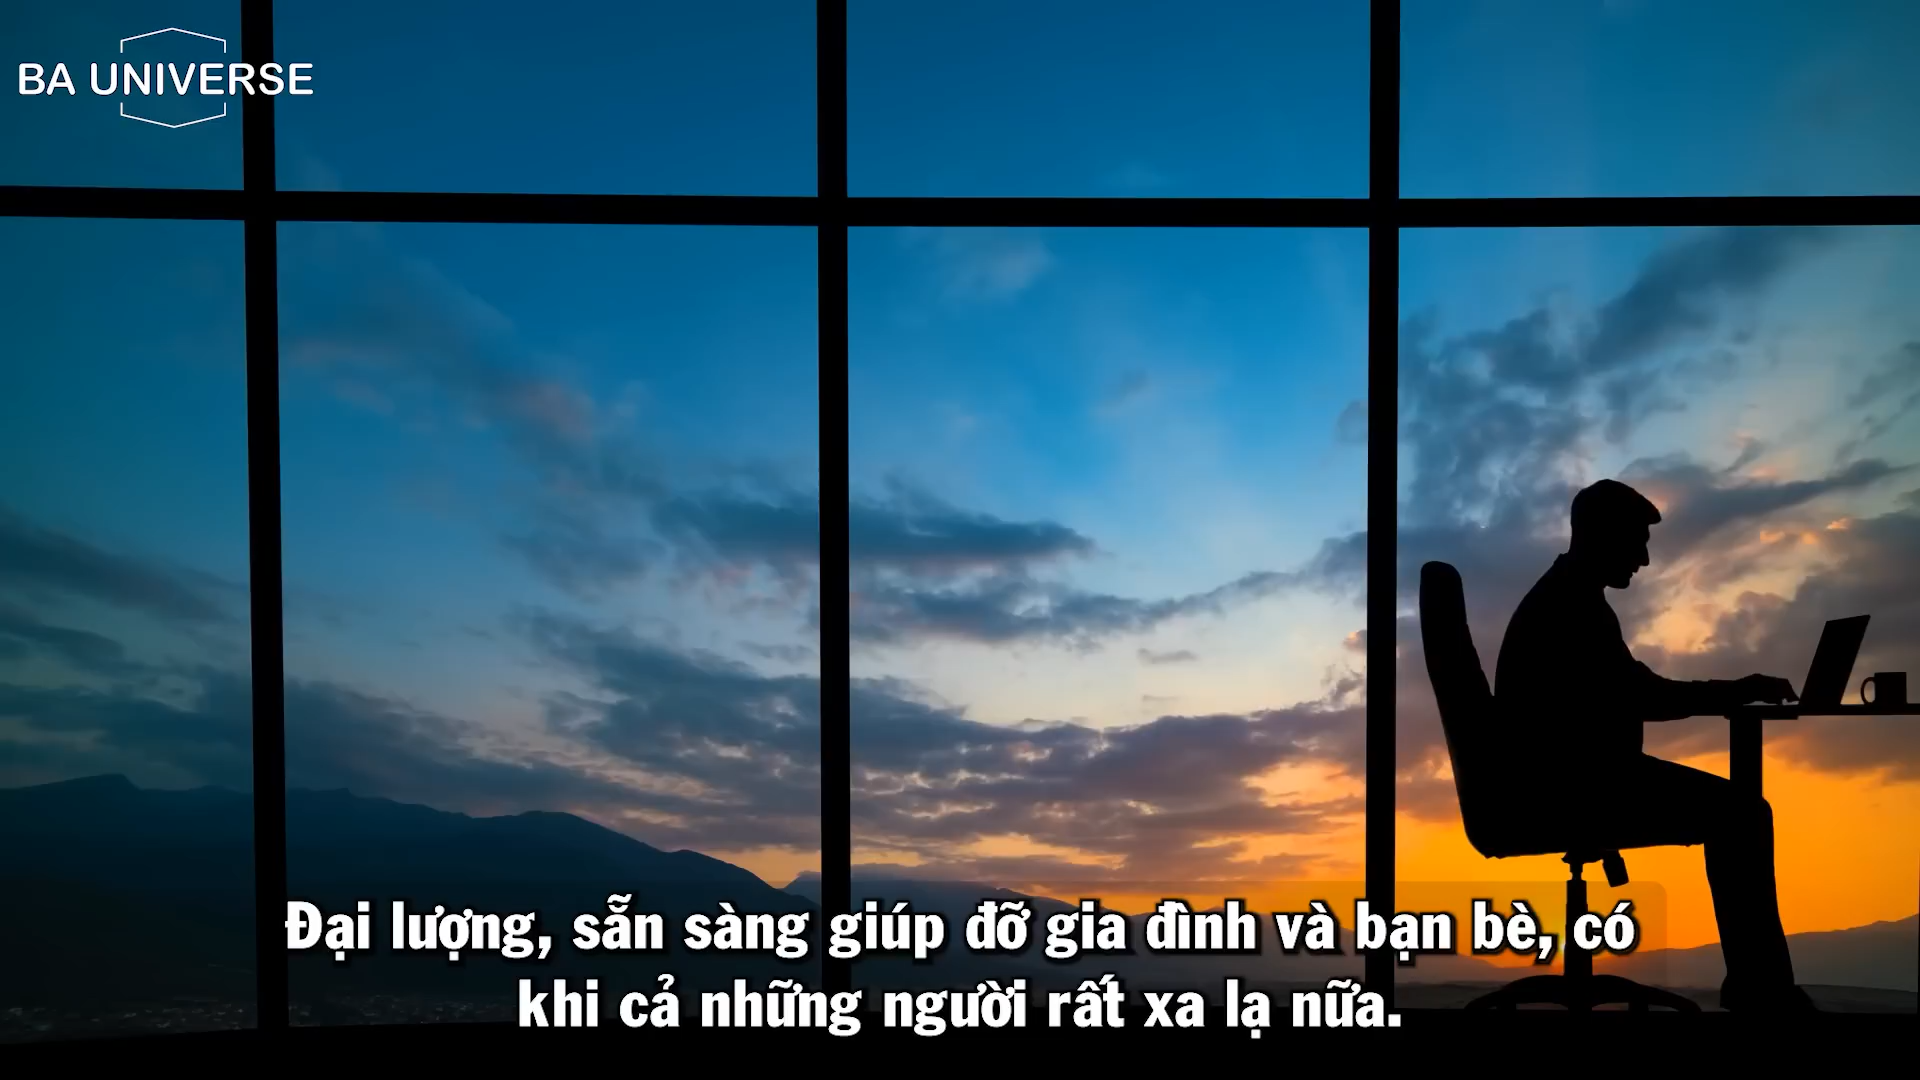 BA UNIVERSE
Đại lượng, sẵn sàng giúp đỡ gia đình và bạn bè, có
khi cả những người rất xa lạ nữa.